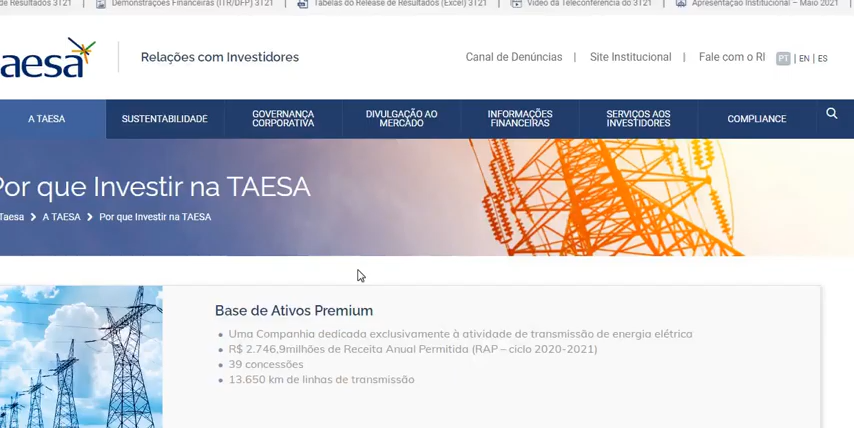 de Resultados 3T21 | Demonstrações Financeiras (ITR/DFP) 3T21 | Tabelas do Release de Resultados (Excel) 3T21 | Vídeo da Teleconferência do 3T21 | Apresentação Institucional – Maio 2021 |
aesa | Relações com Investidores
Canal de Denúncias | Site Institucional | Fale com o RI PT | EN | ES
A TAESA
SUSTENTABILIDADE
GOVERNANÇA
CORPORATIVA
DIVULGAÇÃO AO
MERCADO
INFORMAÇÕES
FINANCEIRAS
SERVIÇOS AOS
INVESTIDORES
COMPLIANCE
Por que Investir na TAESA
Taesa > A TAESA > Por que Investir na TAESA
Base de Ativos Premium
• Uma Companhia dedicada exclusivamente à atividade de transmissão de energia elétrica
• R$ 2.746,9milhões de Receita Anual Permitida (RAP – ciclo 2020-2021)
• 39 concessões
• 13.650 km de linhas de transmissão